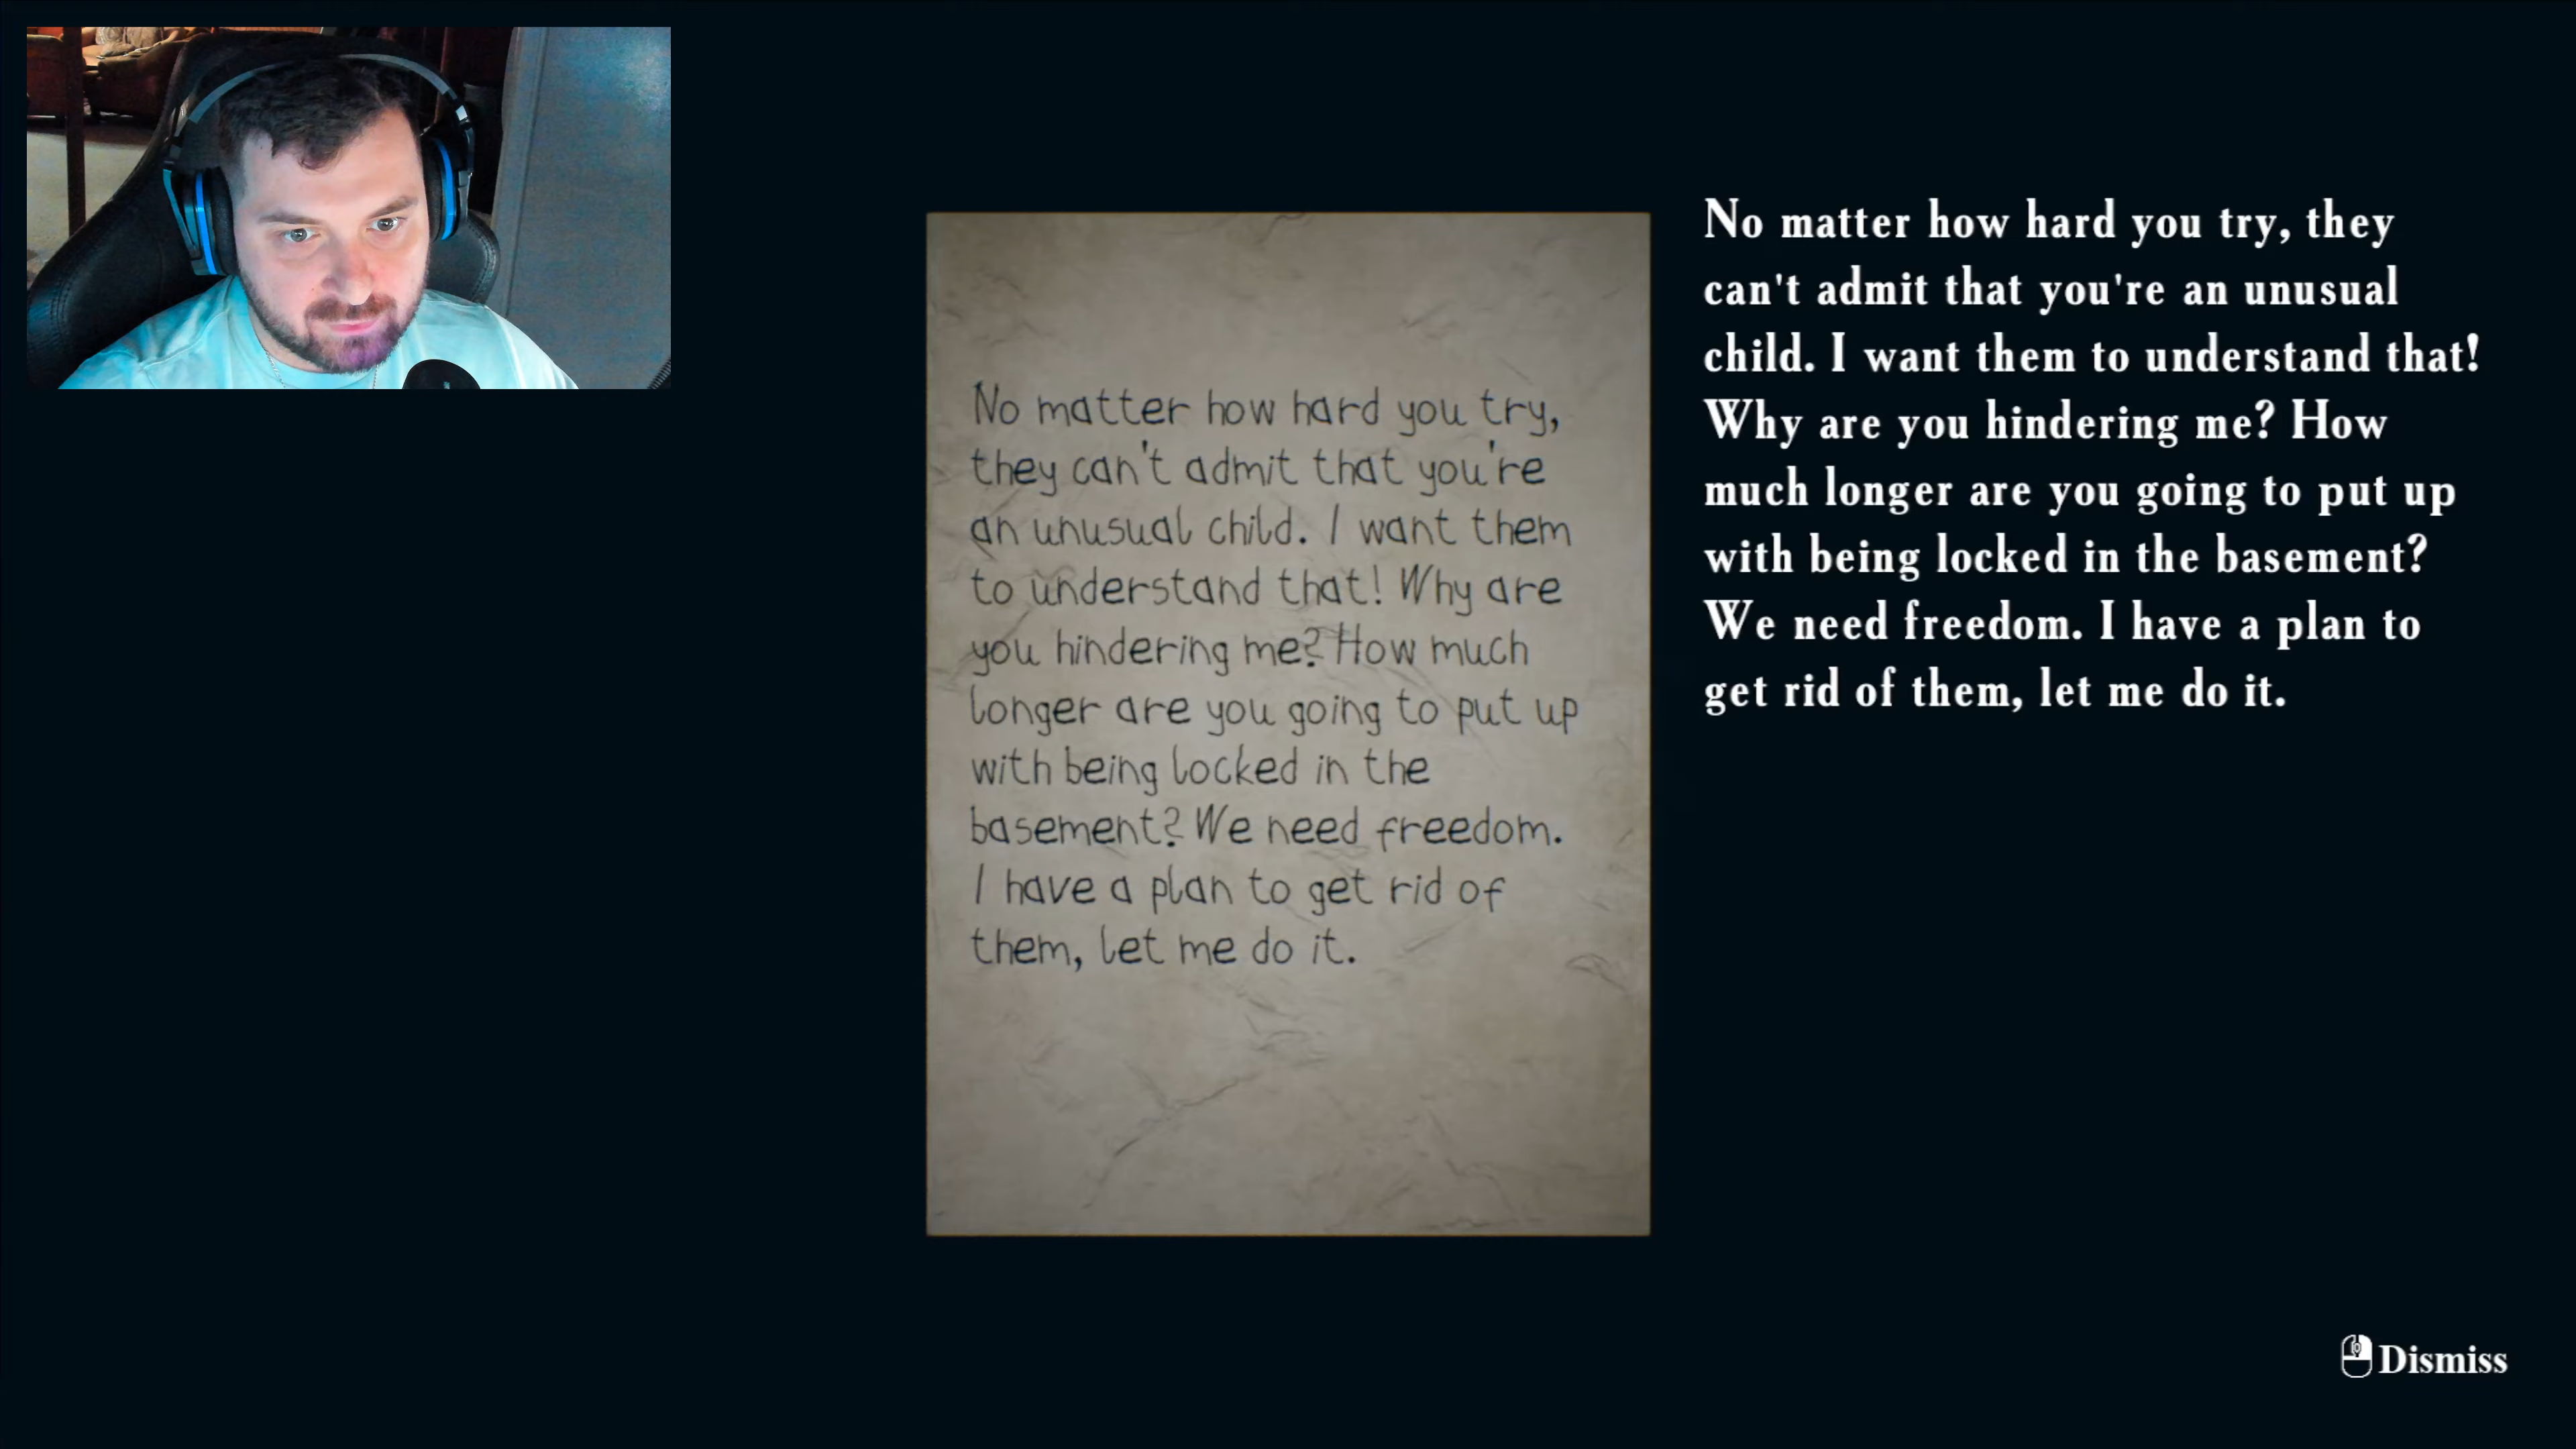 No matter how hard you try,
they can't admit that you're
an unusual child. I want them
to understand that! Why are
you hindering me? How much
longer are you going to put up
with being locked in the
basement? We need freedom.
I have a plan to get rid of
them, let me do it.
No matter how hard you try, they
can't admit that you're an unusual
child. I want them to understand that!
Why are you hindering me? How
much longer are you going to put up
with being locked in the basement?
We need freedom. I have a plan to
get rid of them, let me do it.
Dismiss